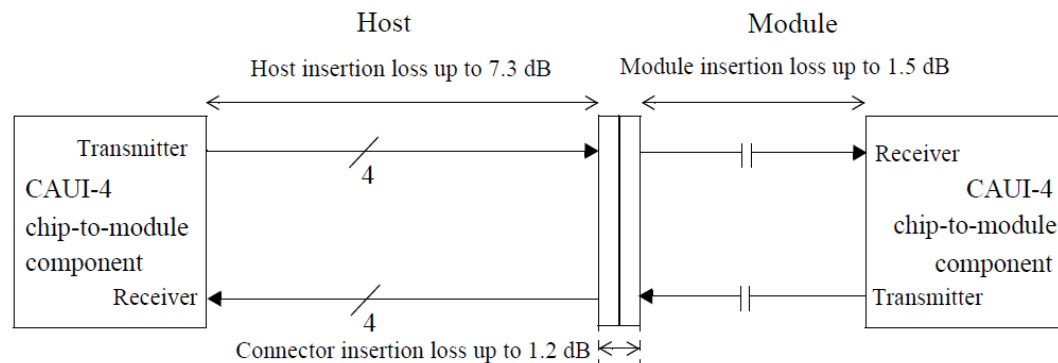 Host
Module
Host insertion loss up to 7.3 dB
Module insertion loss up to 1.5 dB
Transmitter
4
CAUI-4
chip-to-module
component
Receiver
4
Receiver
CAUI-4
chip-to-module
component
Transmitter
Connector insertion loss up to 1.2 dB